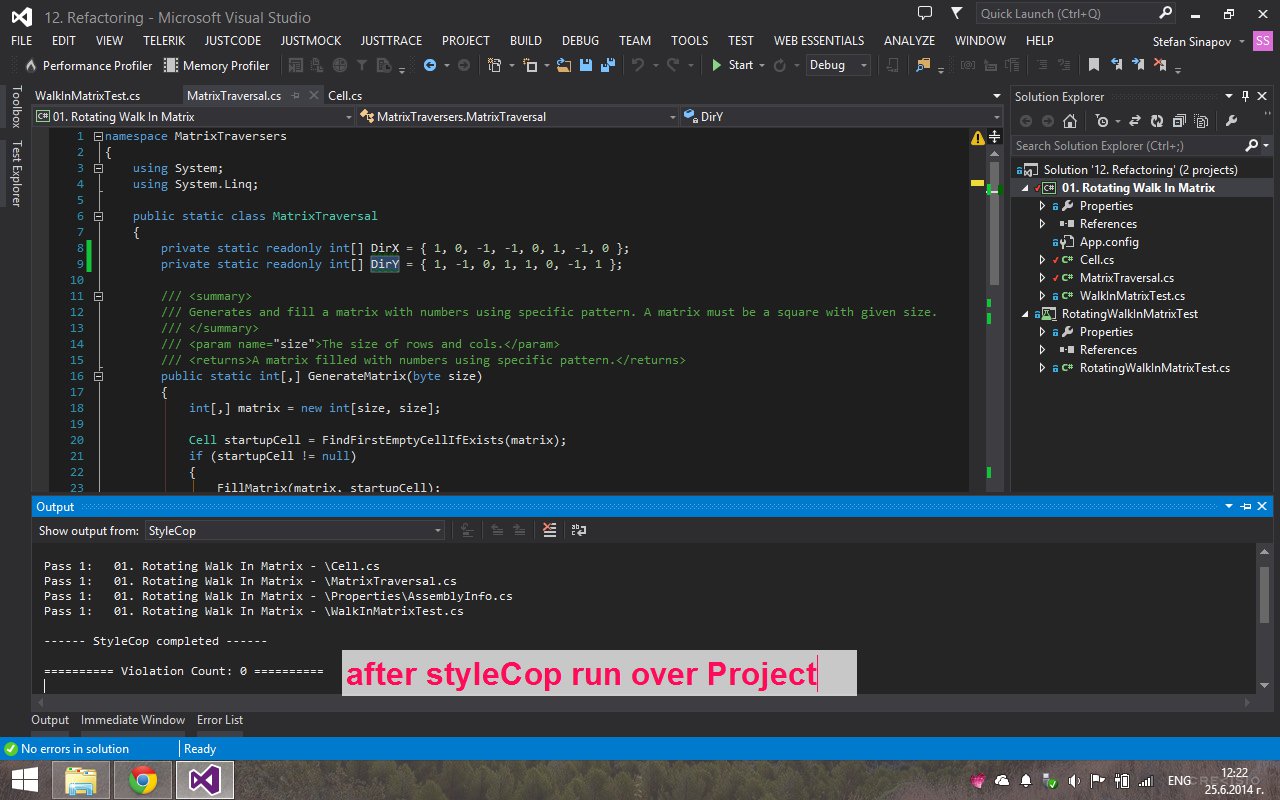 12. Refactoring - Microsoft Visual Studio
Quick Launch (Ctrl+Q)
FILE EDIT VIEW TELERIK JUSTCODE JUSTMOCK JUSTTRACE PROJECT BUILD DEBUG TEAM TOOLS TEST WEB ESSENTIALS ANALYZE WINDOW HELP
Stefan Sinapov
SS
Performance Profiler Memory Profiler Start Debug
Toolbox
Test Explorer
WalkInMatrixTest.cs MatrixTraversal.cs Cell.cs
01. Rotating Walk In Matrix MatrixTraversers.MatrixTraversal DirY
1 namespace MatrixTraversers
2 {
3 using System;
4 using System.Linq;
5
6 public static class MatrixTraversal
7 {
8 private static readonly int[] DirX = { 1, 0, -1, -1, 0, 1, -1, 0 };
9 private static readonly int[] DirY = { 1, -1, 0, 1, 1, 0, -1, 1 };
10
11 /// <summary>
12 /// Generates and fill a matrix with numbers using specific pattern. A matrix must be a square with given size.
13 /// </summary>
14 /// <param name="size">The size of rows and cols.</param>
15 /// <returns>A matrix filled with numbers using specific pattern.</returns>
16 public static int[,] GenerateMatrix(byte size)
17 {
18 int[,] matrix = new int[size, size];
19
20 Cell startupCell = FindFirstEmptyCellIfExists(matrix);
21 if (startupCell != null)
22 {
23 FillMatrix(matrix, startupCell);
Solution Explorer
Search Solution Explorer (Ctrl+;)
Solution '12. Refactoring' (2 projects)
C# 01. Rotating Walk In Matrix
Properties
References
App.config
C# Cell.cs
C# MatrixTraversal.cs
C# WalkInMatrixTest.cs
RotatingWalkInMatrixTest
Properties
References
C# RotatingWalkInMatrixTest.cs
Output
Show output from: StyleCop
Pass 1: 01. Rotating Walk In Matrix - \Cell.cs
Pass 1: 01. Rotating Walk In Matrix - \MatrixTraversal.cs
Pass 1: 01. Rotating Walk In Matrix - \Properties\AssemblyInfo.cs
Pass 1: 01. Rotating Walk In Matrix - \WalkInMatrixTest.cs
------ StyleCop completed ------
========== Violation Count: 0 ==========
after styleCop run over Project
Output Immediate Window Error List
No errors in solution Ready
ENG
12:22
25.6.2014 г.